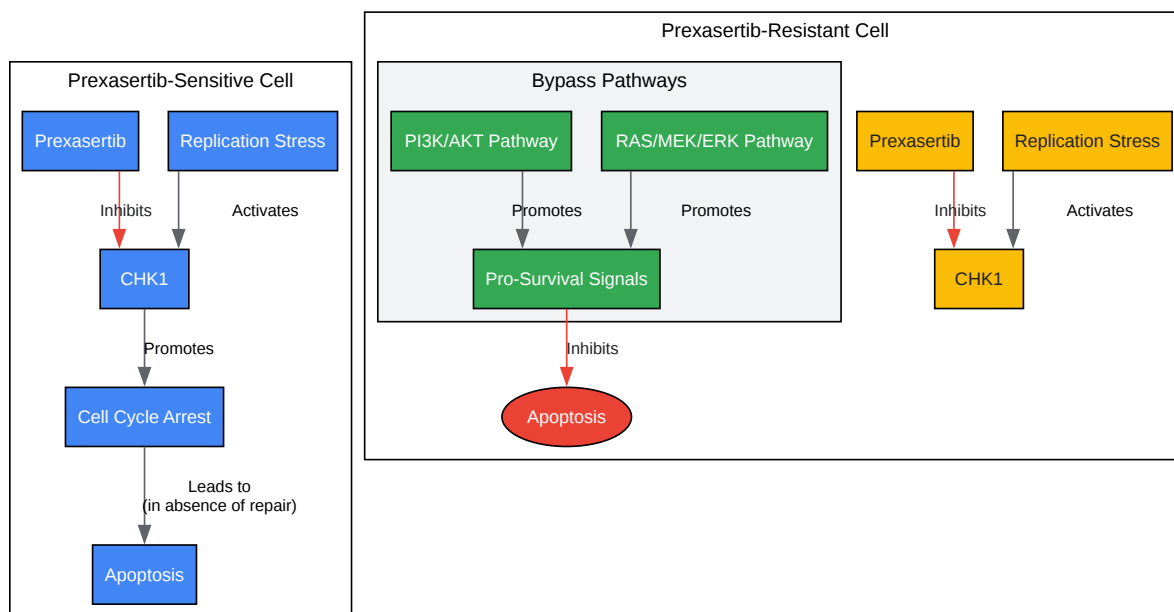 Prexasertib-Sensitive Cell
Prexasertib
Replication Stress
Inhibits
Activates
CHK1
Promotes
Cell Cycle Arrest
Leads to
(in absence of repair)
Apoptosis
Prexasertib-Resistant Cell
Bypass Pathways
PI3K/AKT Pathway
RAS/MEK/ERK Pathway
Promotes
Promotes
Pro-Survival Signals
Inhibits
Apoptosis
Prexasertib
Replication Stress
Inhibits
Activates
CHK1